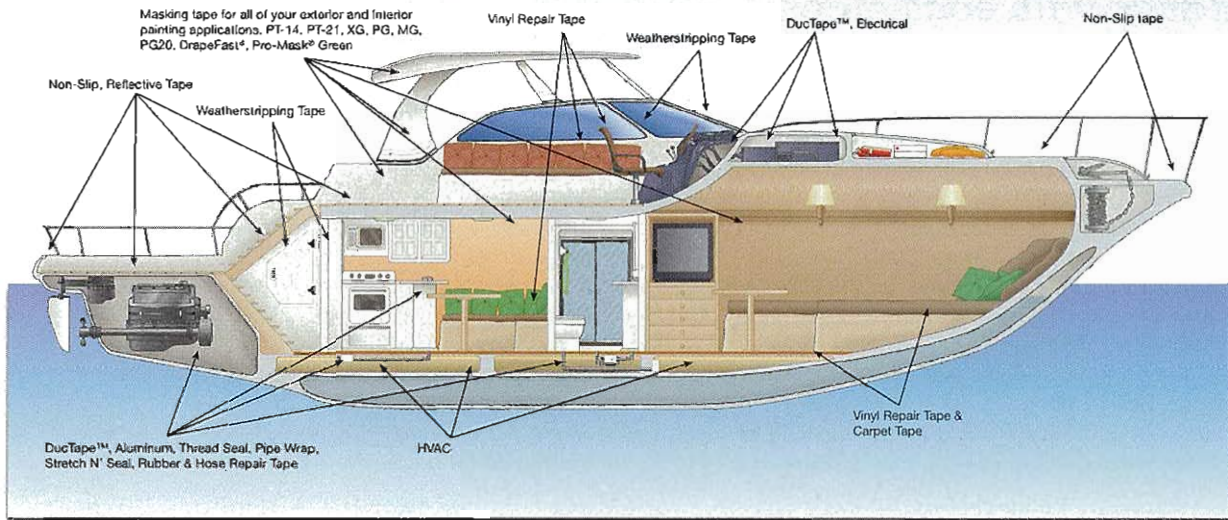 Masking tape for all of your exterior and interior
painting applications. PT-14, PT-21, XG, PG, MG,
PG20, DrapeFast®, Pro-Mask® Green
Vinyl Repair Tape
Weatherstripping Tape
DucTape™, Electrical
Non-Slip tape
Non-Slip, Reflective Tape
Weatherstripping Tape
DucTape™, Aluminum, Thread Seal, Pipe Wrap,
Stretch N' Seal, Rubber & Hose Repair Tape
HVAC
Vinyl Repair Tape &
Carpet Tape